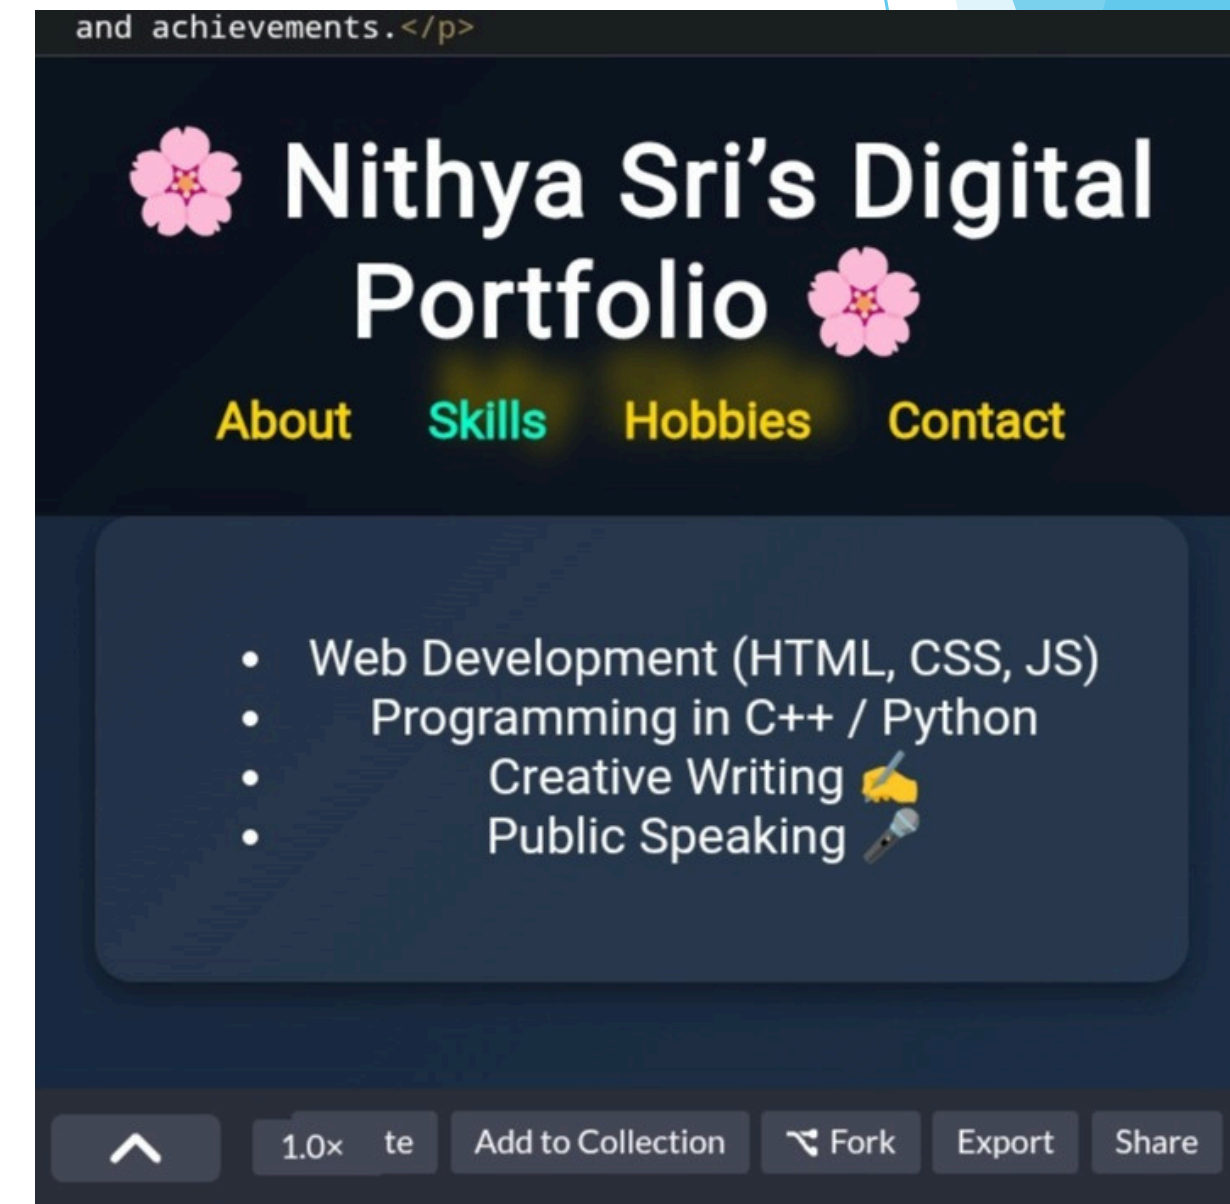 and achievements.</p>
🌸 Nithya Sri’s Digital
Portfolio 🌸
About Skills Hobbies Contact
• Web Development (HTML, CSS, JS)
• Programming in C++ / Python
• Creative Writing ✍️
• Public Speaking 🎤
1.0× te Add to Collection Fork Export Share